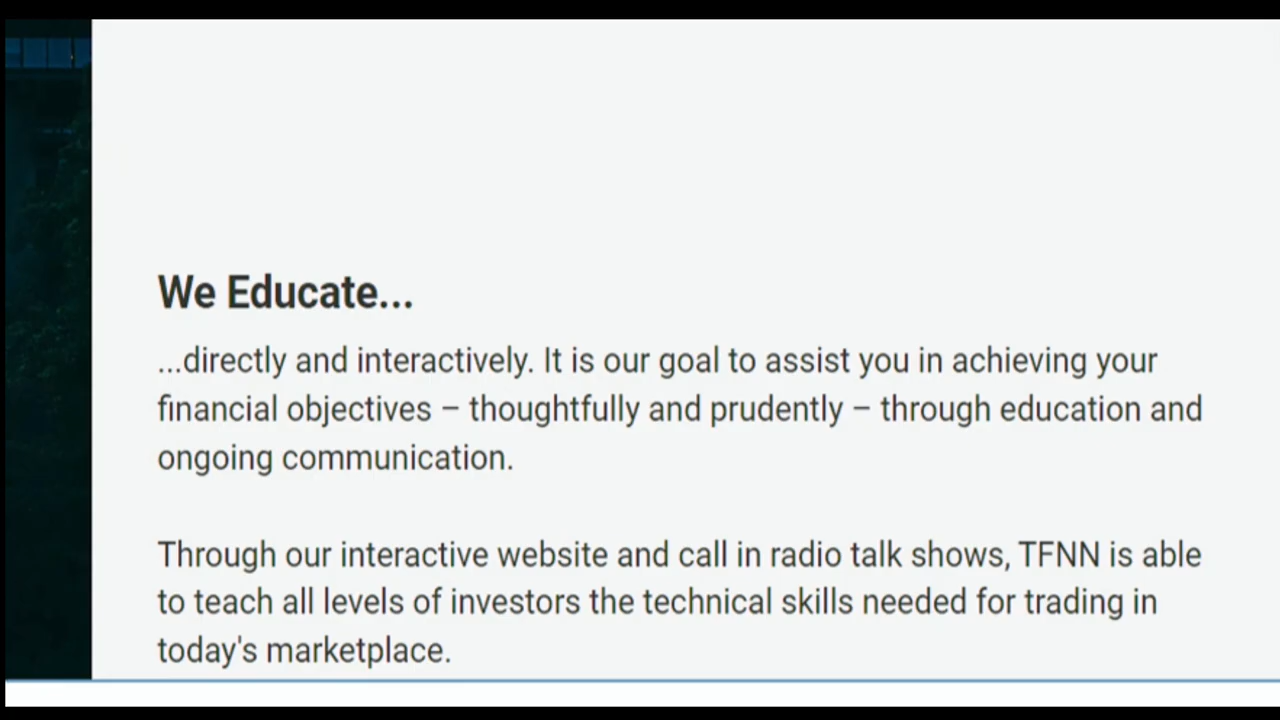 We Educate...
...directly and interactively. It is our goal to assist you in achieving your
financial objectives – thoughtfully and prudently – through education and
ongoing communication.
Through our interactive website and call in radio talk shows, TFNN is able
to teach all levels of investors the technical skills needed for trading in
today's marketplace.